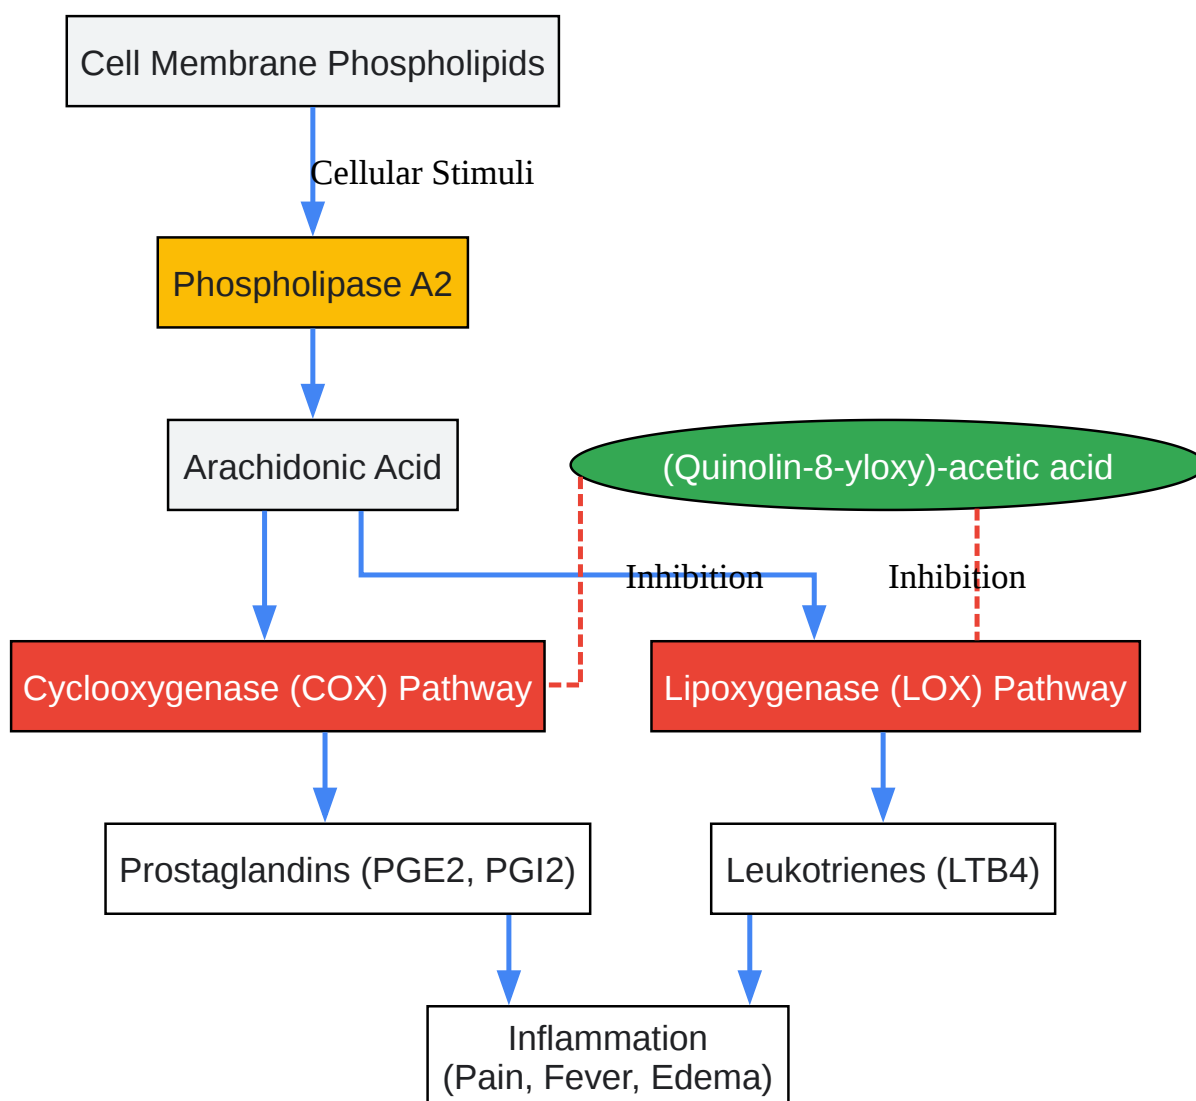 Cell Membrane Phospholipids
Cellular Stimuli
Phospholipase A2
Arachidonic Acid
(Quinolin-8-yloxy)-acetic acid
Inhibition
Inhibition
Cyclooxygenase (COX) Pathway
Lipoxygenase (LOX) Pathway
Prostaglandins (PGE2, PGI2)
Leukotrienes (LTB4)
Inflammation
(Pain, Fever, Edema)